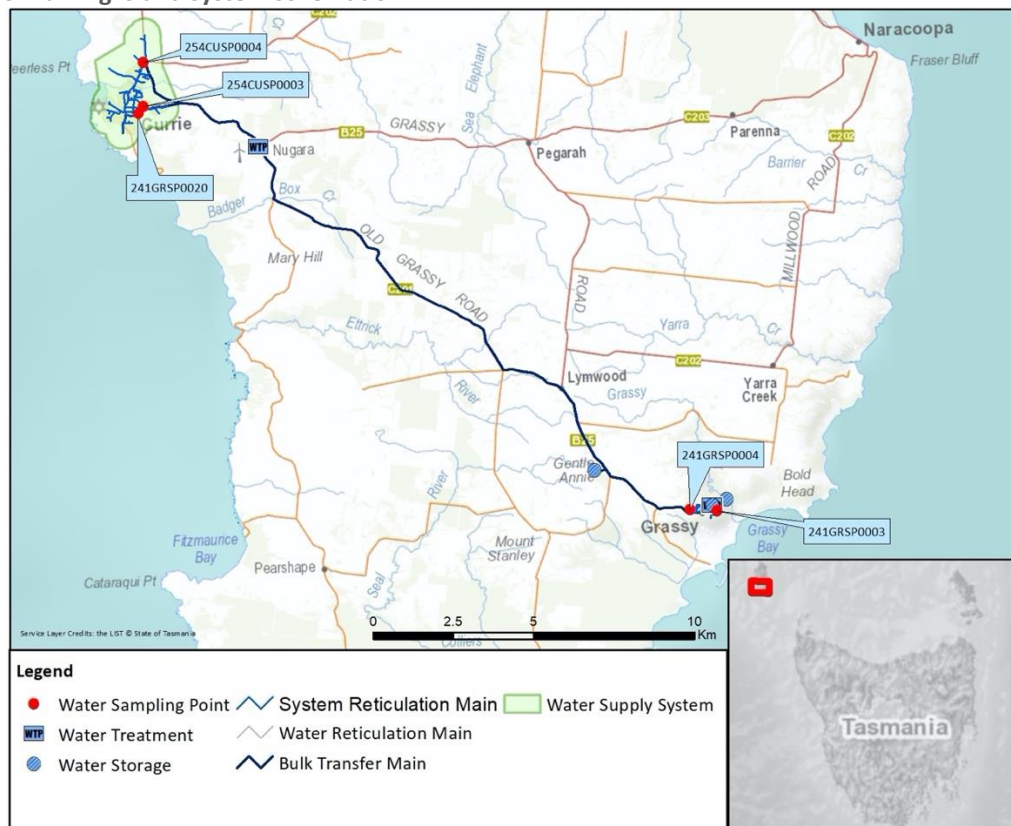 254CUSP0004
Naracoopa
Fraser Bluff
254CUSP0003
Currie
Sea Elephant
B25
GRASSY
C203
Parenna
C202
WTP
Nugara
Pegarah
Barrier
Cr
ROAD
241GRSP0020
Badger
Box
Cr
OLD
GRASSY
ROAD
Mary Hill
MILLWOOD
ROAD
Ettrick
River
Yarra
Cr
C202
Lymwood
Grassy
Yarra
Creek
B25
Gentle
Annie
241GRSP0004
Bold
Head
River
Grassy
241GRSP0003
Grassy
Bay
Fitzmaurice
Bay
Mount
Stanley
Pearshape
Cataraqui Pt
Seal
Service Layer Credits: the LIST © State of Tasmania
0 2.5 5 10
Km
Legend
Water Sampling Point
System Reticulation Main
Water Supply System
WTP
Water Treatment
Water Reticulation Main
Water Storage
Bulk Transfer Main
Tasmania